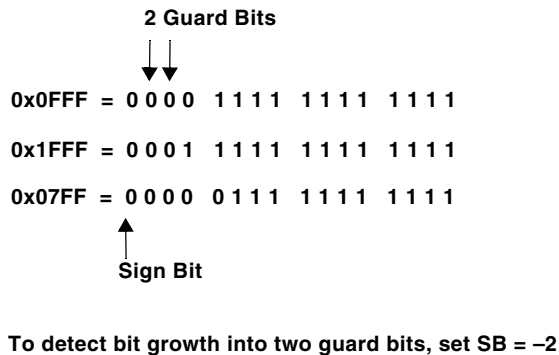 2 Guard Bits
0x0FFF = 0 0 0 0 1 1 1 1 1 1 1 1 1 1 1 1
0x1FFF = 0 0 0 1 1 1 1 1 1 1 1 1 1 1 1 1
0x07FF = 0 0 0 0 0 1 1 1 1 1 1 1 1 1 1 1
Sign Bit
To detect bit growth into two guard bits, set SB = –2